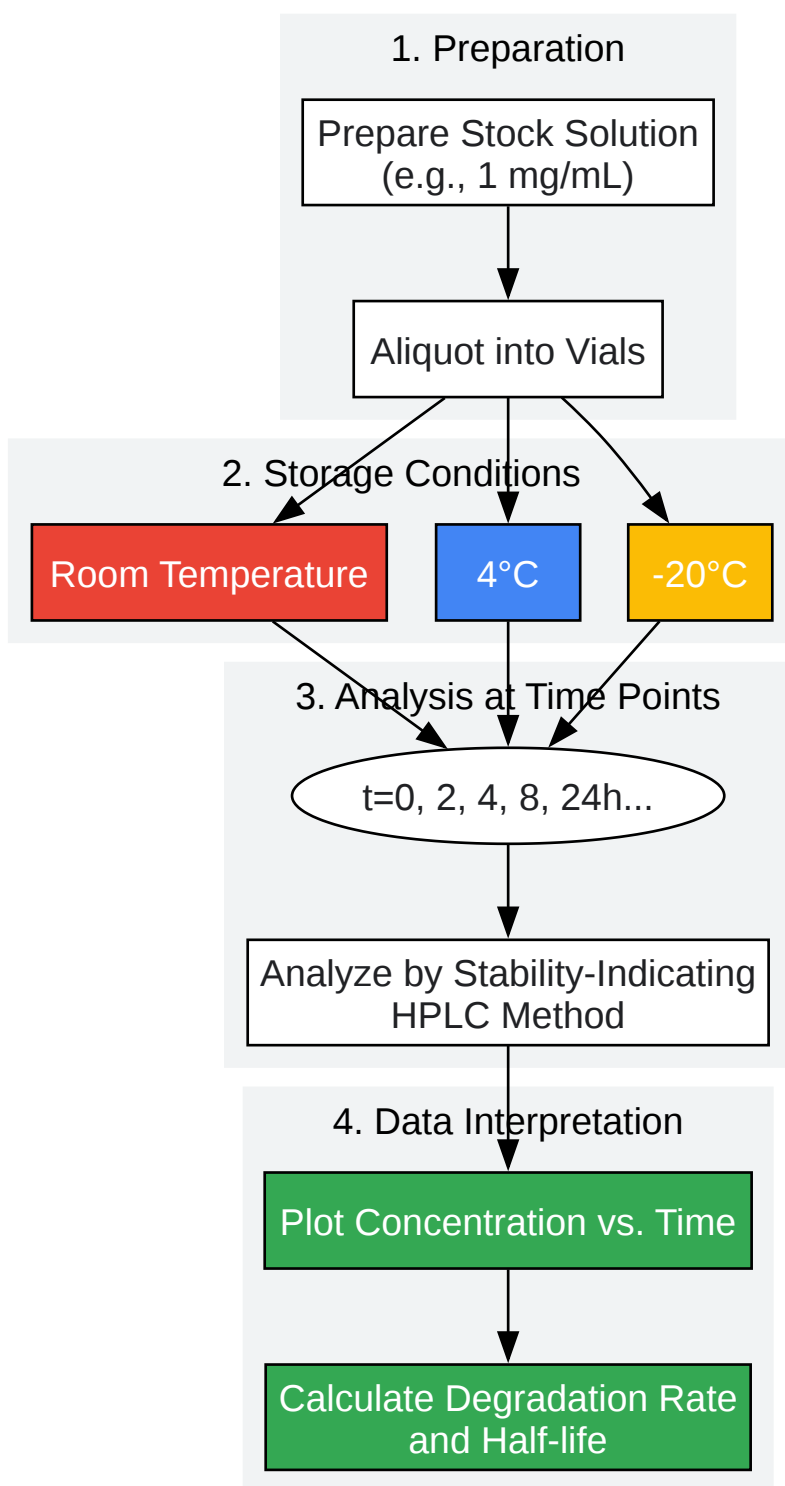 1. Preparation
Prepare Stock Solution
(e.g., 1 mg/mL)
Aliquot into Vials
2. Storage Conditions
Room Temperature
4°C
-20°C
3. Analysis at Time Points
t=0, 2, 4, 8, 24h...
Analyze by Stability-Indicating
HPLC Method
4. Data Interpretation
Plot Concentration vs. Time
Calculate Degradation Rate
and Half-life